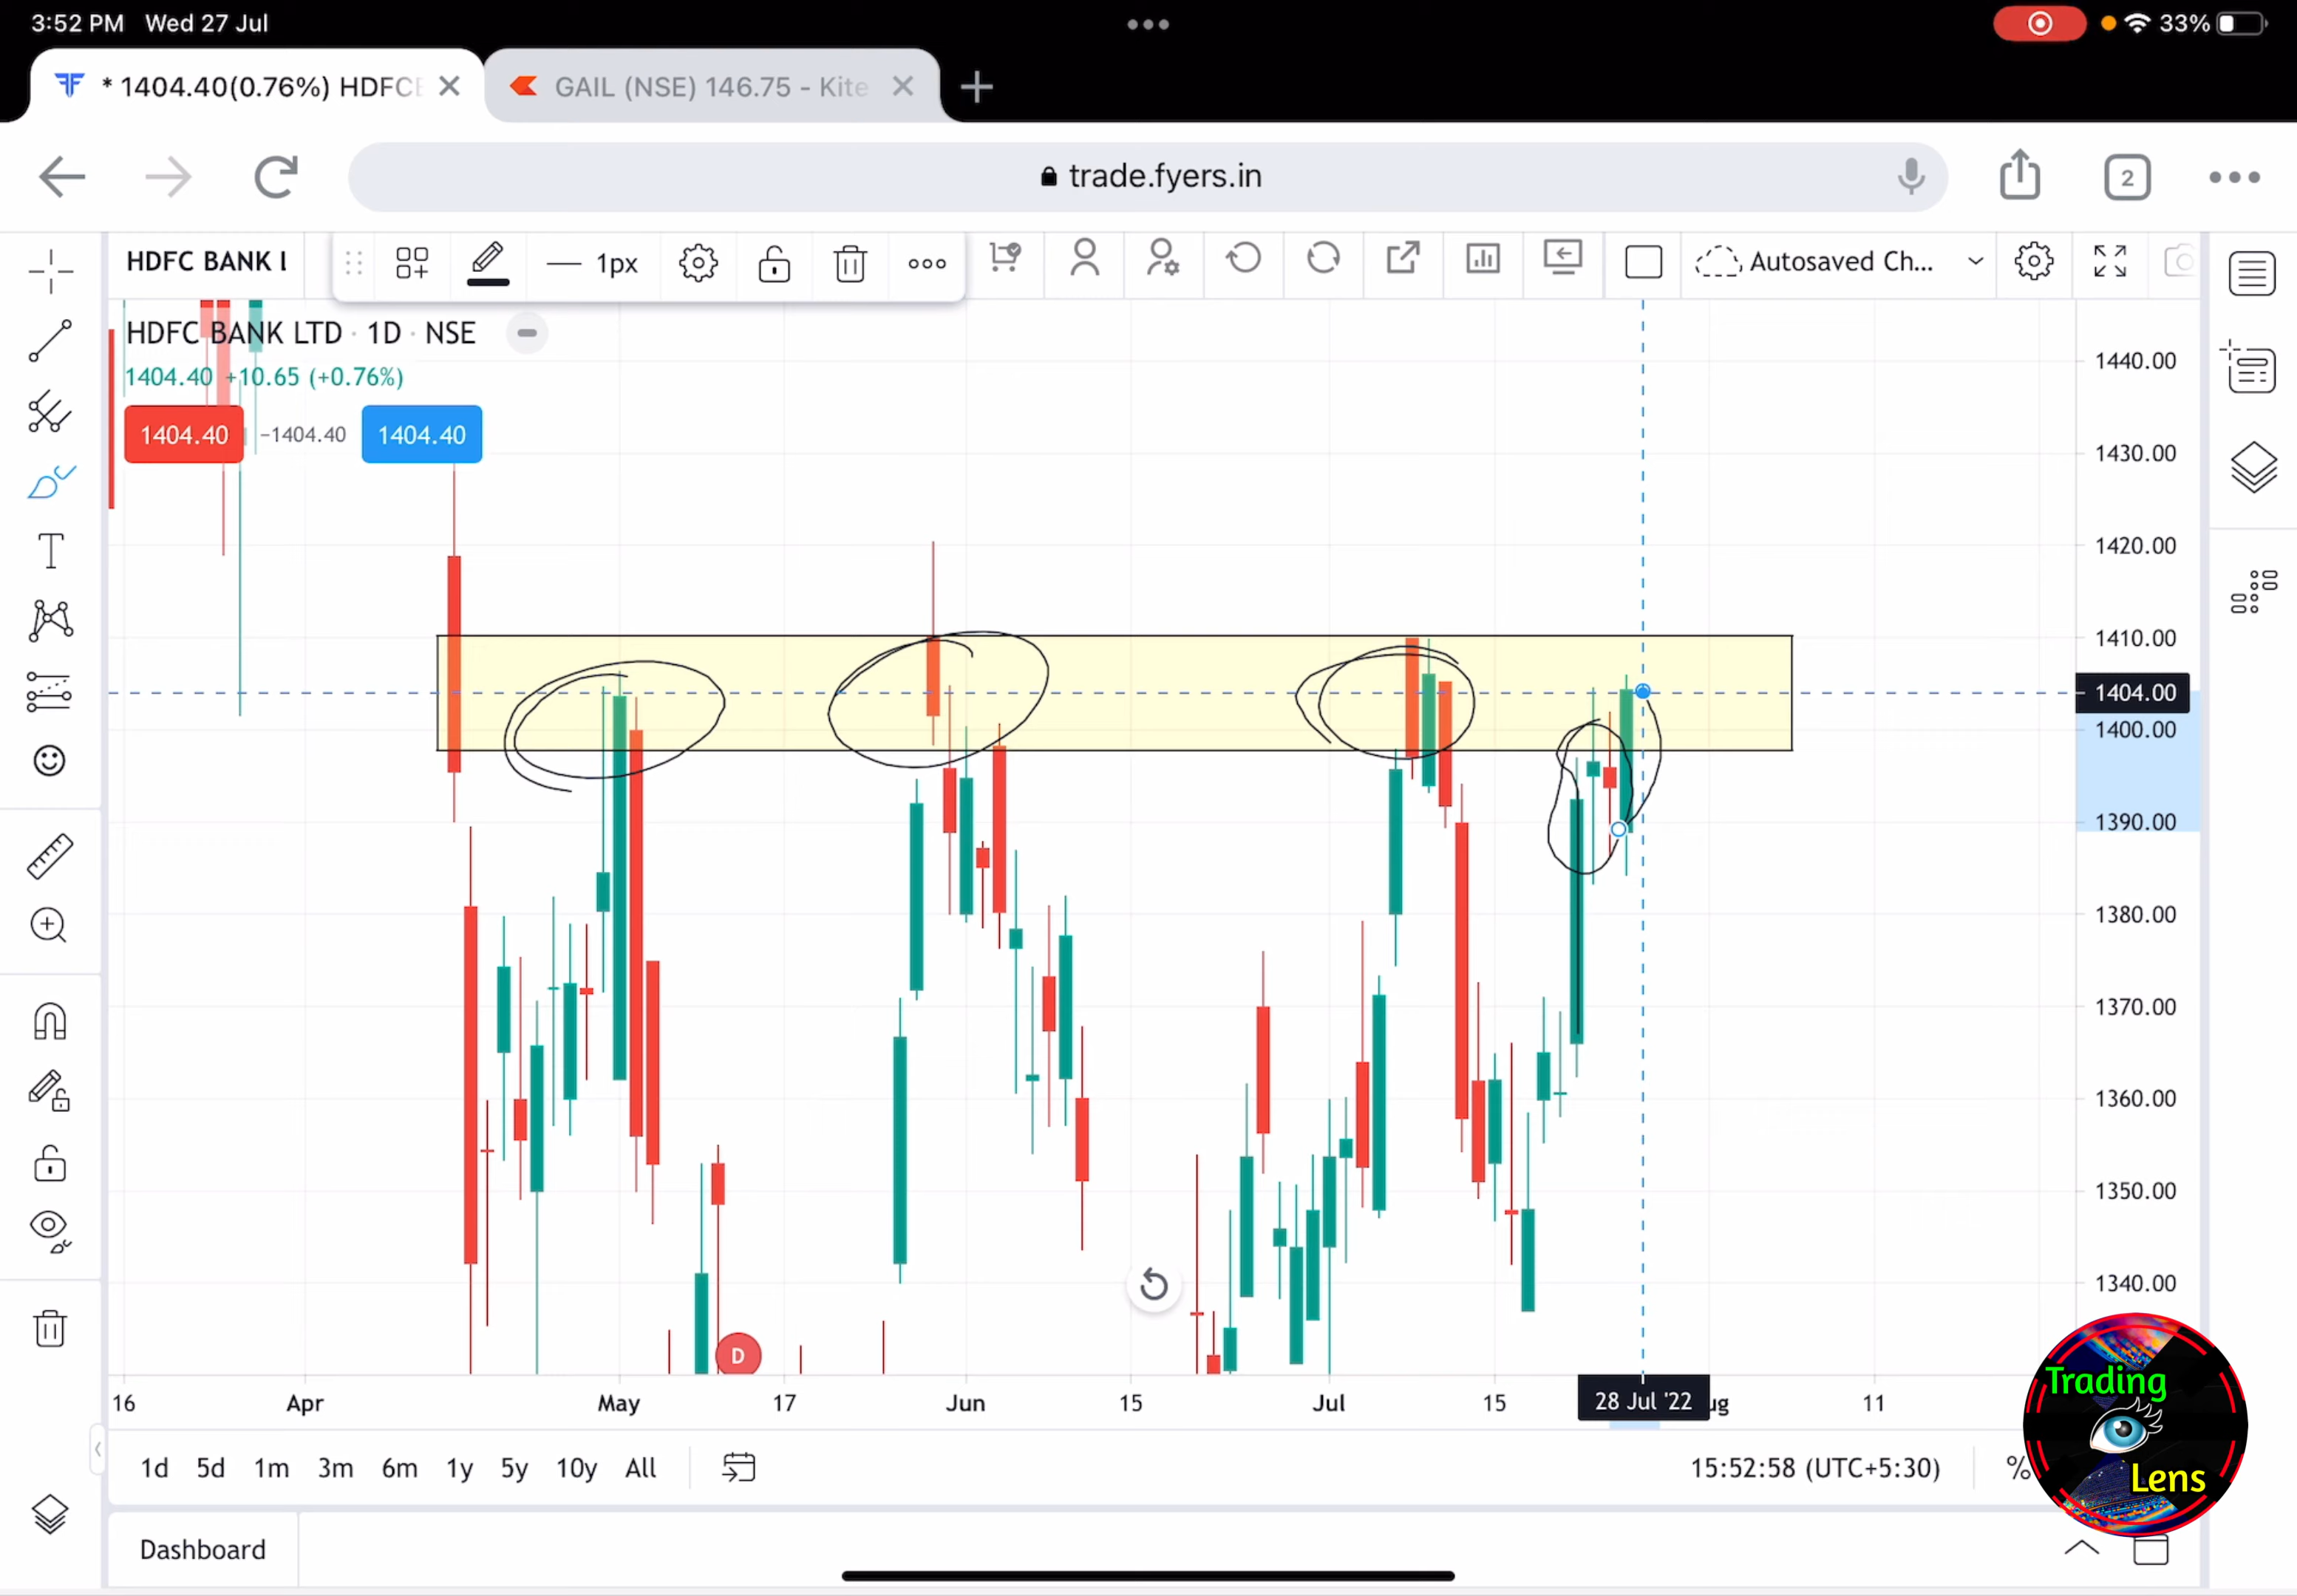 3:52 PM Wed 27 Jul
33%
* 1404.40(0.76%) HDFC
GAIL (NSE) 146.75 - Kite
trade.fyers.in
2
HDFC BANK L
1px
Autosaved Ch...
HDFC BANK LTD · 1D · NSE
1404.40 +10.65 (+0.76%)
1404.40
−1404.40
1404.40
1440.00
1430.00
1420.00
1410.00
1404.00
1400.00
1390.00
1380.00
1370.00
1360.00
1350.00
1340.00
D
16 Apr May 17 Jun 15 Jul 15 28 Jul '22 ug 11
1d 5d 1m 3m 6m 1y 5y 10y All
15:52:58 (UTC+5:30)
%
Trading
Lens
Dashboard